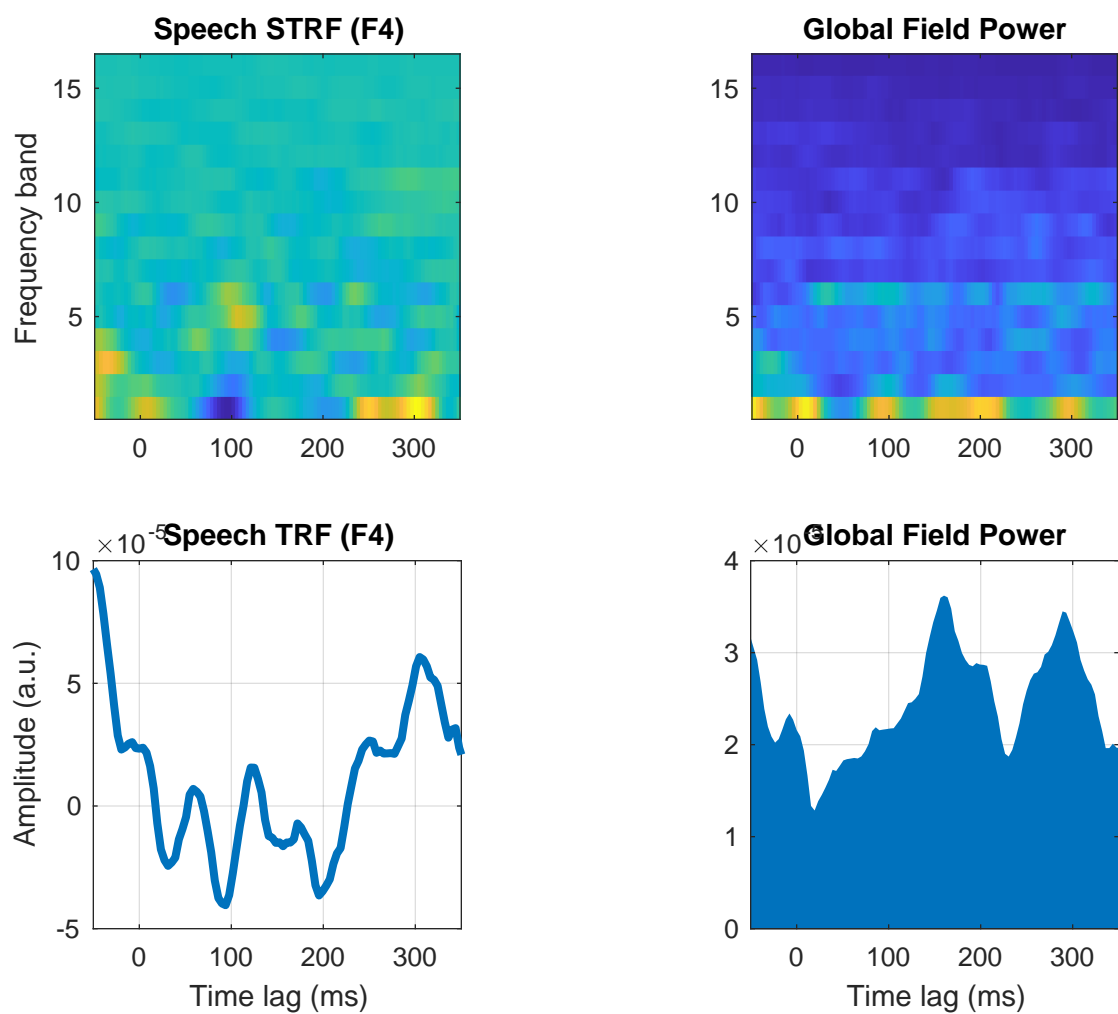 Speech STRF (F4)
Frequency band
15
10
5
0 100 200 300
Global Field Power
15
10
5
0 100 200 300
Speech TRF (F4)
×10⁻⁵
Amplitude (a.u.)
10
5
0
-5
0 100 200 300
Time lag (ms)
Global Field Power
×10⁻⁵
4
3
2
1
0
0 100 200 300
Time lag (ms)